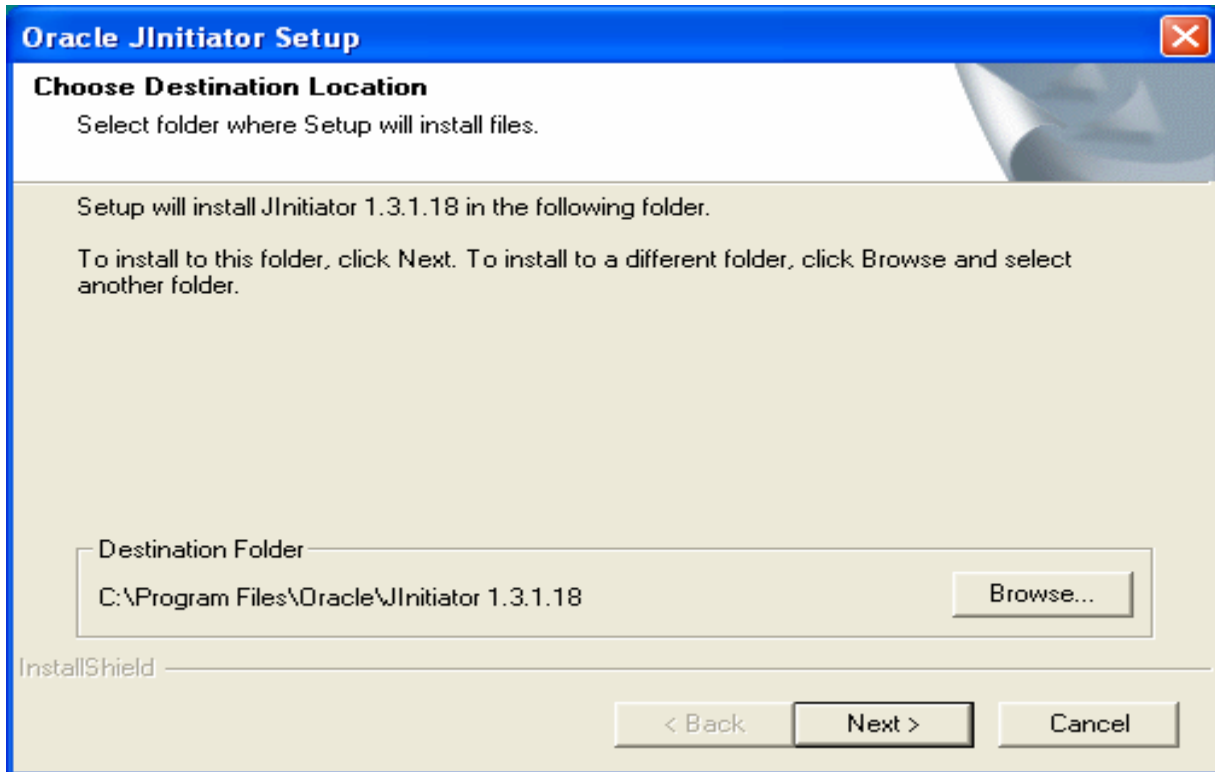 Oracle JInitiator Setup
Choose Destination Location
Select folder where Setup will install files.
Setup will install JInitiator 1.3.1.18 in the following folder.
To install to this folder, click Next. To install to a different folder, click Browse and select
another folder.
Destination Folder
C:\Program Files\Oracle\JInitiator 1.3.1.18
Browse...
InstallShield
< Back
Next >
Cancel